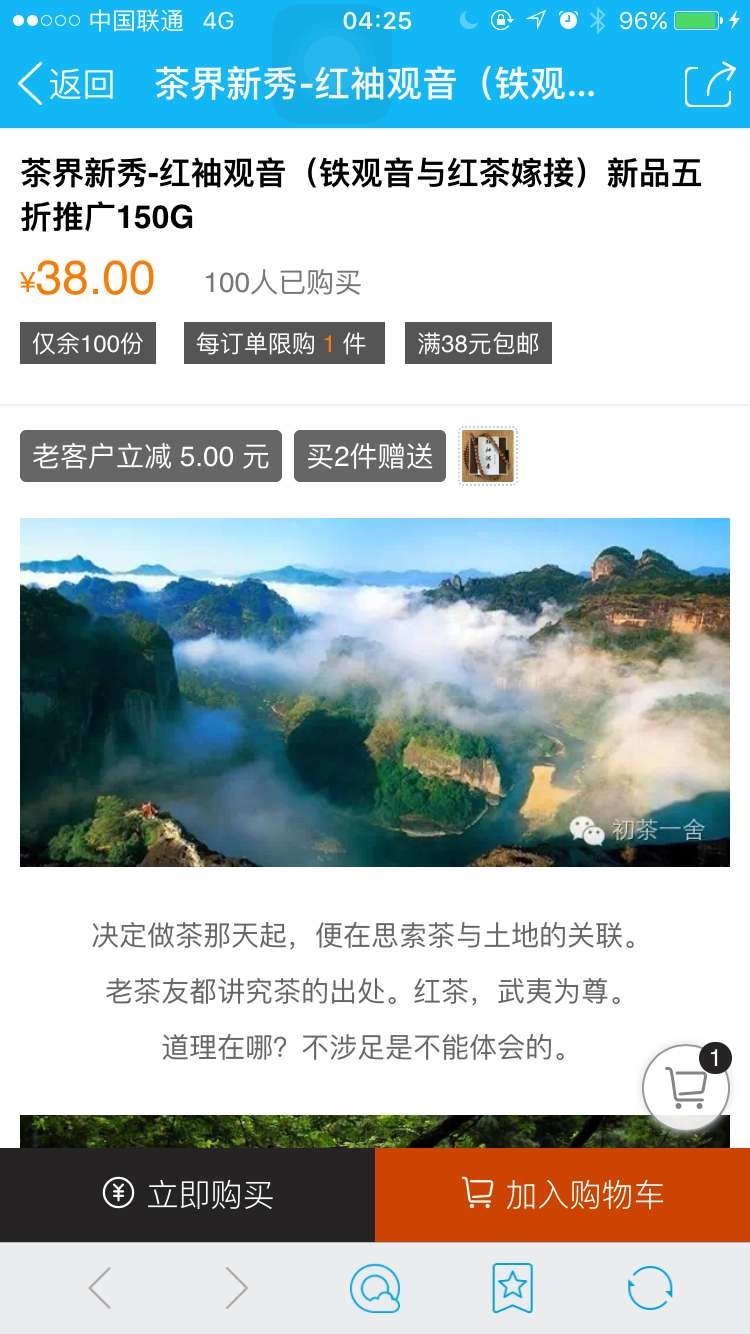 中国联通 4G 04:25 96%
返回 茶界新秀-红袖观音（铁观...
茶界新秀-红袖观音（铁观音与红茶嫁接）新品五
折推广150G
¥38.00 100人已购买
仅余100份 每订单限购 1 件 满38元包邮
老客户立减 5.00 元 买2件赠送
初茶一舍
决定做茶那天起，便在思索茶与土地的关联。
老茶友都讲究茶的出处。红茶，武夷为尊。
道理在哪？不涉足是不能体会的。
1
立即购买 加入购物车